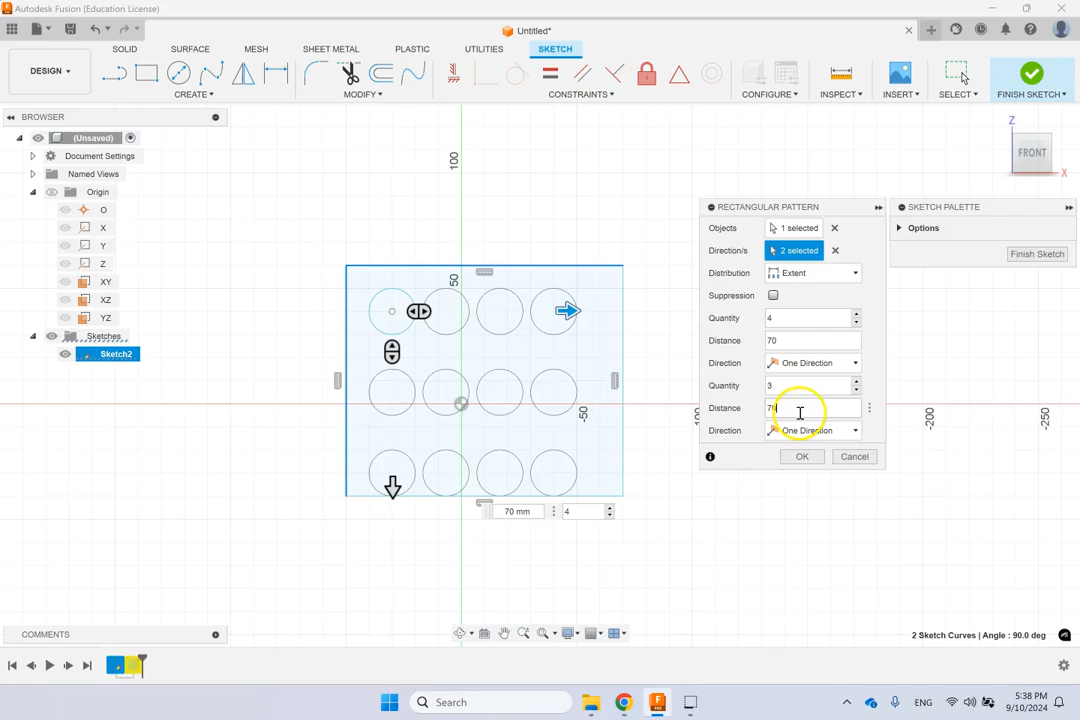 Autodesk Fusion (Education License)
Untitled*
DESIGN
SOLID
SURFACE
MESH
SHEET METAL
PLASTIC
UTILITIES
SKETCH
CREATE
MODIFY
CONSTRAINTS
CONFIGURE
INSPECT
INSERT
SELECT
FINISH SKETCH
BROWSER
(Unsaved)
Document Settings
Named Views
Origin
O
X
Y
Z
XY
XZ
YZ
Sketches
Sketch2
100
50
-50
-200
-250
Z
FRONT
X
RECTANGULAR PATTERN
Objects 1 selected
Direction/s 2 selected
Distribution Extent
Suppression
Quantity 4
Distance 70
Direction One Direction
Quantity 3
Distance
Direction One Direction
OK Cancel
SKETCH PALETTE
Options
Finish Sketch
70 mm 4
COMMENTS
2 Sketch Curves | Angle : 90.0 deg
Search
ENG
5:38 PM
9/10/2024